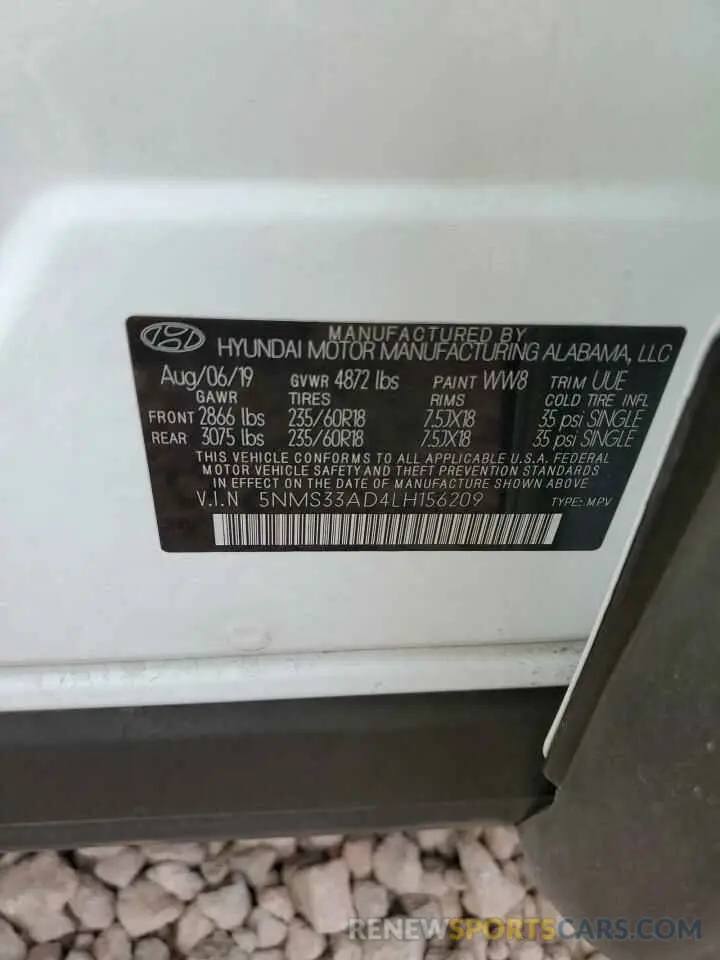 MANUFACTURED BY
HYUNDAI MOTOR MANUFACTURING ALABAMA, LLC
Aug/06/19 GVWR 4872 lbs PAINT WW8 TRIM UUE
GAWR TIRES RIMS COLD TIRE INFL
FRONT 2866 lbs 235/60R18 7.5JX18 35 psi SINGLE
REAR 3075 lbs 235/60R18 7.5JX18 35 psi SINGLE
THIS VEHICLE CONFORMS TO ALL APPLICABLE U.S.A. FEDERAL
MOTOR VEHICLE SAFETY AND THEFT PREVENTION STANDARDS
IN EFFECT ON THE DATE OF MANUFACTURE SHOWN ABOVE.
V.I.N 5NMS33AD4LH156209 TYPE: M.P.V
RENEWSPORTSCARS.COM